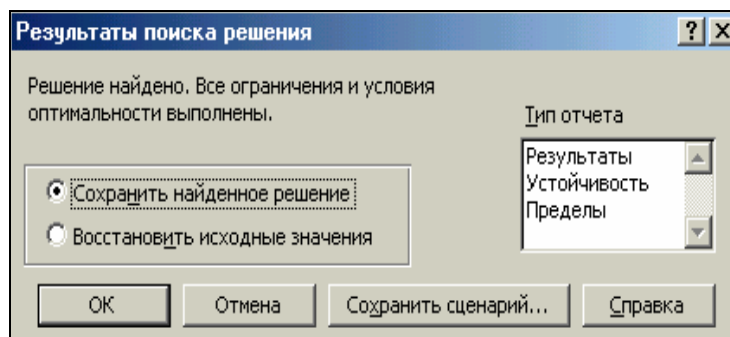 Результаты поиска решения
Решение найдено. Все ограничения и условия
оптимальности выполнены.
Тип отчета
Результаты
Устойчивость
Пределы
Сохранить найденное решение
Восстановить исходные значения
ОК
Отмена
Сохранить сценарий...
Справка